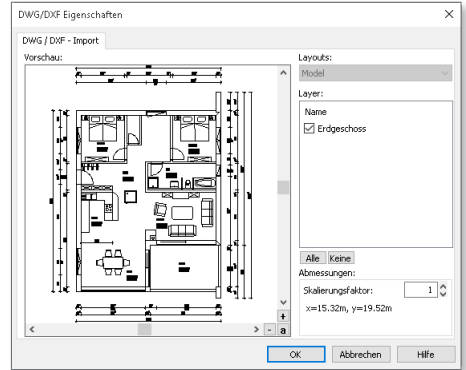 DWG/DXF Eigenschaften
DWG / DXF - Import
Vorschau:
Layouts:
Model
Layer:
Name
Erdgeschoss
Alle Keine
Abmessungen:
Skalierungsfaktor: 1
x=15.32m, y=19.52m
+
- a
OK Abbrechen Hilfe